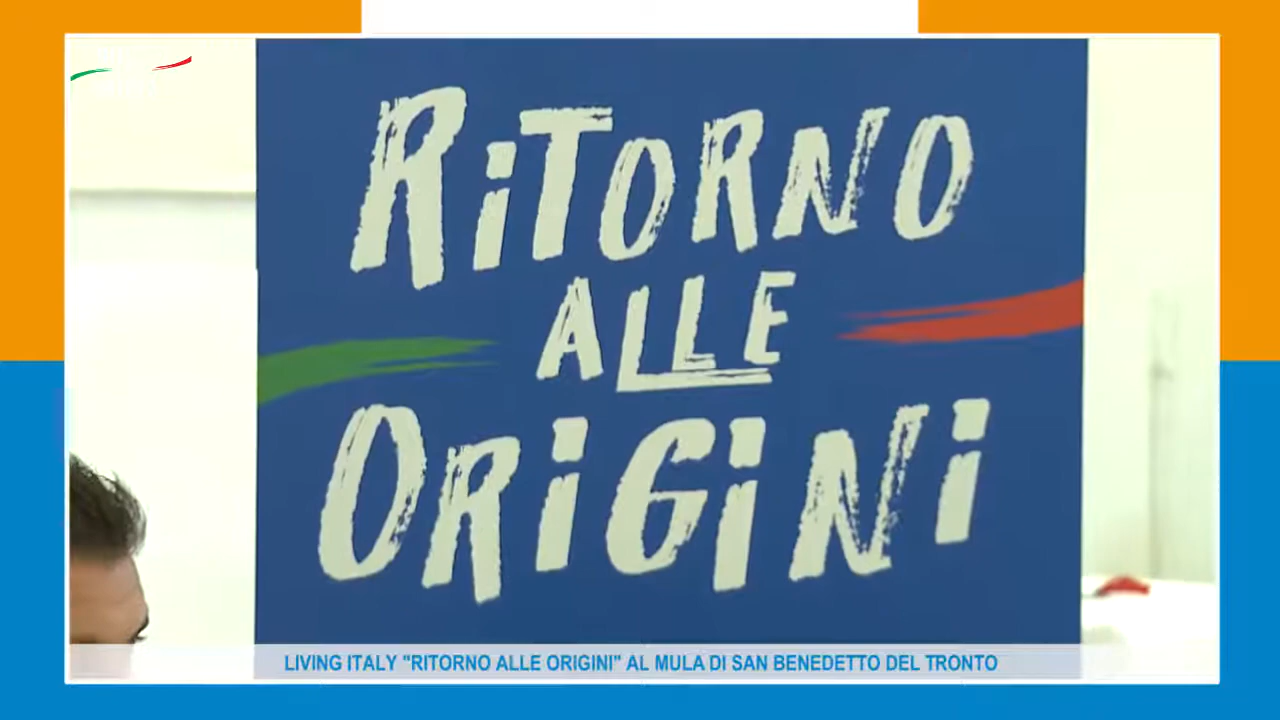 RiTORNO
ALLE
ORiGiNi
LIVING ITALY "RITORNO ALLE ORIGINI" AL MULA DI SAN BENEDETTO DEL TRONTO